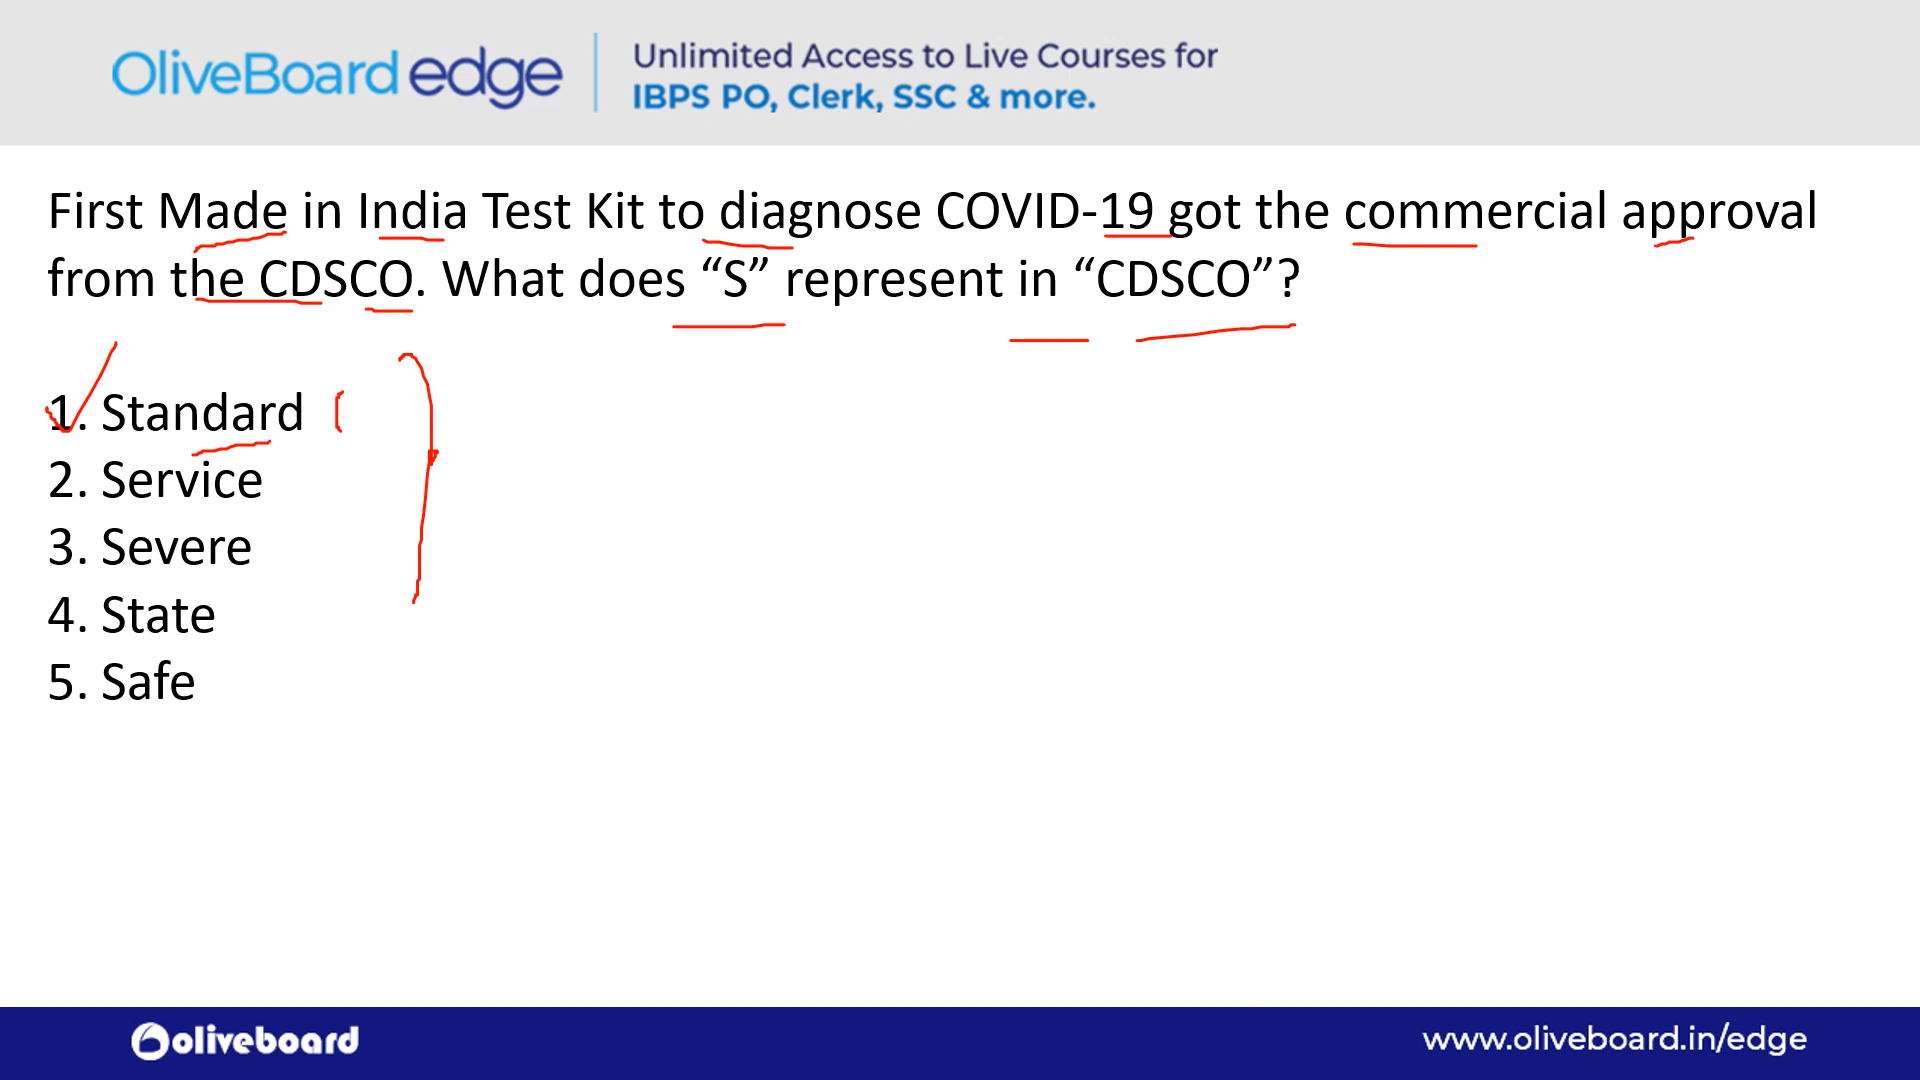 OliveBoard edge
Unlimited Access to Live Courses for
IBPS PO, Clerk, SSC & more.
First Made in India Test Kit to diagnose COVID-19 got the commercial approval
from the CDSCO. What does “S” represent in “CDSCO”?
1. Standard
2. Service
3. Severe
4. State
5. Safe
oliveboard
www.oliveboard.in/edge